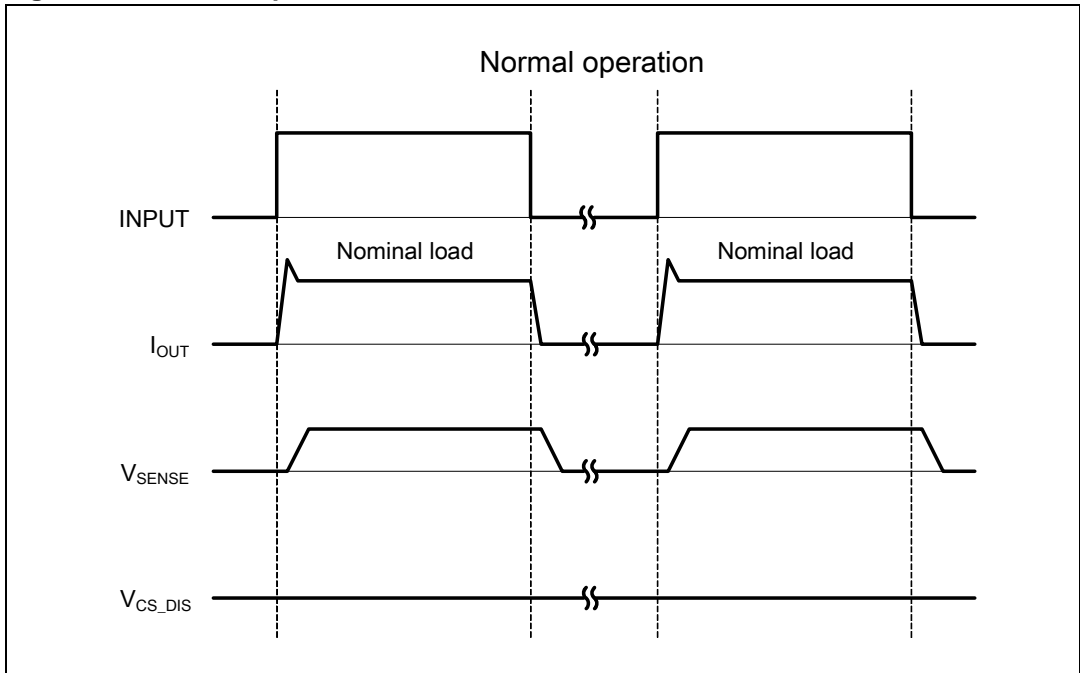 Normal operation
INPUT
Nominal load Nominal load
IOUT
VSENSE
VCS_DIS